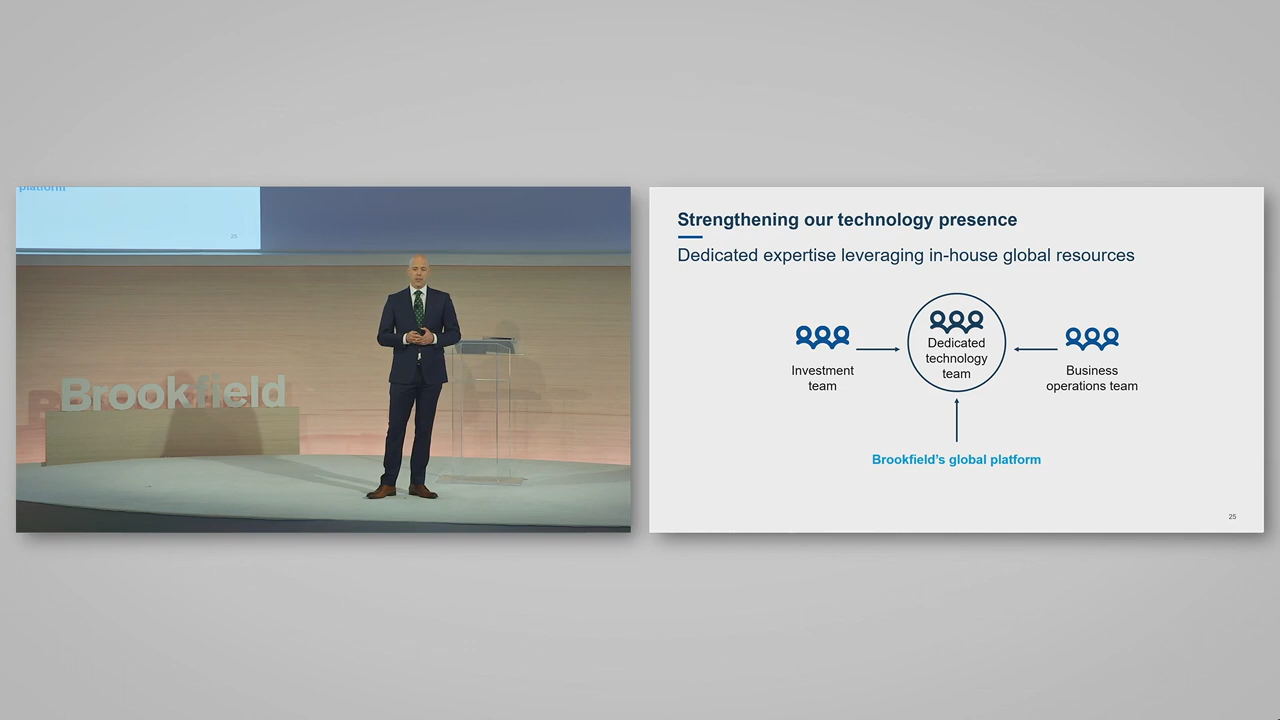 platform
25
Brookfield
Strengthening our technology presence
Dedicated expertise leveraging in-house global resources
Dedicated
technology
team
Investment
team
Business
operations team
Brookfield's global platform
25